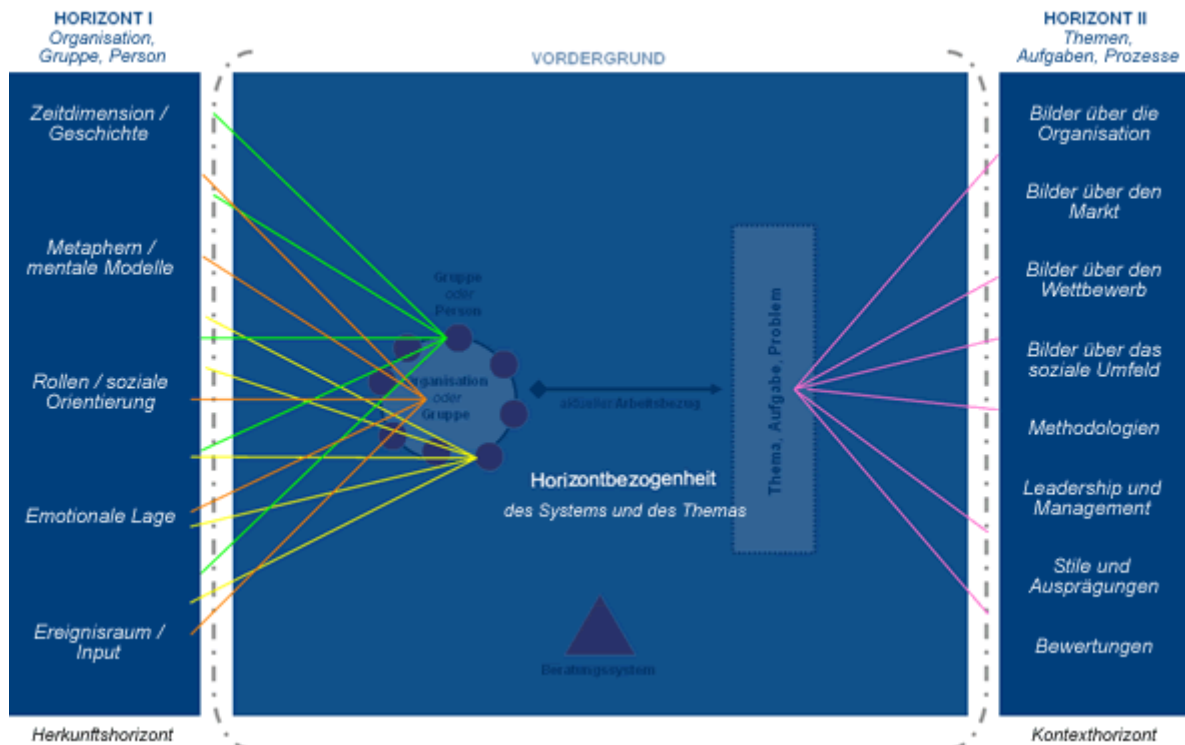 HORIZONT I
Organisation,
Gruppe, Person
Zeitdimension /
Geschichte
Metaphern /
mentale Modelle
Rollen / soziale
Orientierung
Emotionale Lage
Ereignisraum /
Input
Herkunftshorizont
VORDERGRUND
Gruppe
oder
Person
Organisation
oder
Gruppe
aktueller Arbeitsbezug
Thema, Aufgabe, Problem
Horizontbezogenheit
des Systems und des Themas
Beratungssystem
HORIZONT II
Themen,
Aufgaben, Prozesse
Bilder über die
Organisation
Bilder über den
Markt
Bilder über den
Wettbewerb
Bilder über das
soziale Umfeld
Methodologien
Leadership und
Management
Stile und
Ausprägungen
Bewertungen
Kontexthorizont